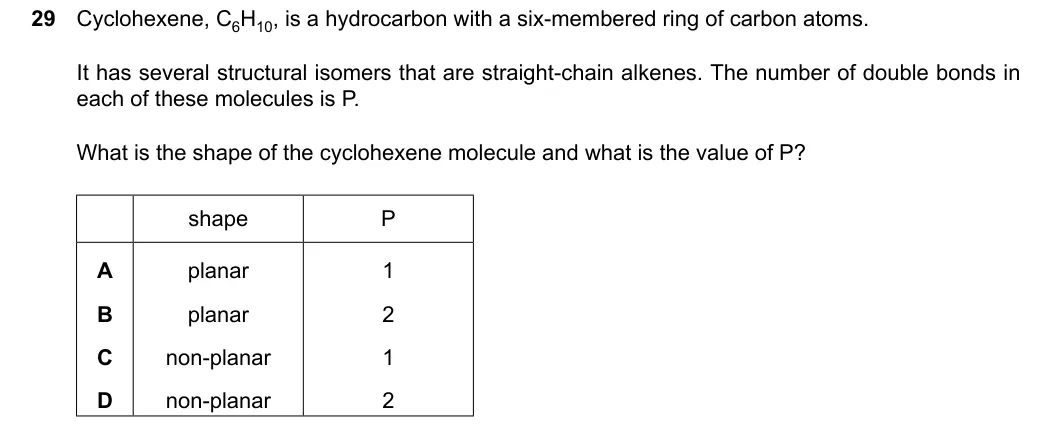 29 Cyclohexene, C₆H₁₀, is a hydrocarbon with a six-membered ring of carbon atoms.
It has several structural isomers that are straight-chain alkenes. The number of double bonds in
each of these molecules is P.
What is the shape of the cyclohexene molecule and what is the value of P?
shape P
A planar 1
B planar 2
C non-planar 1
D non-planar 2